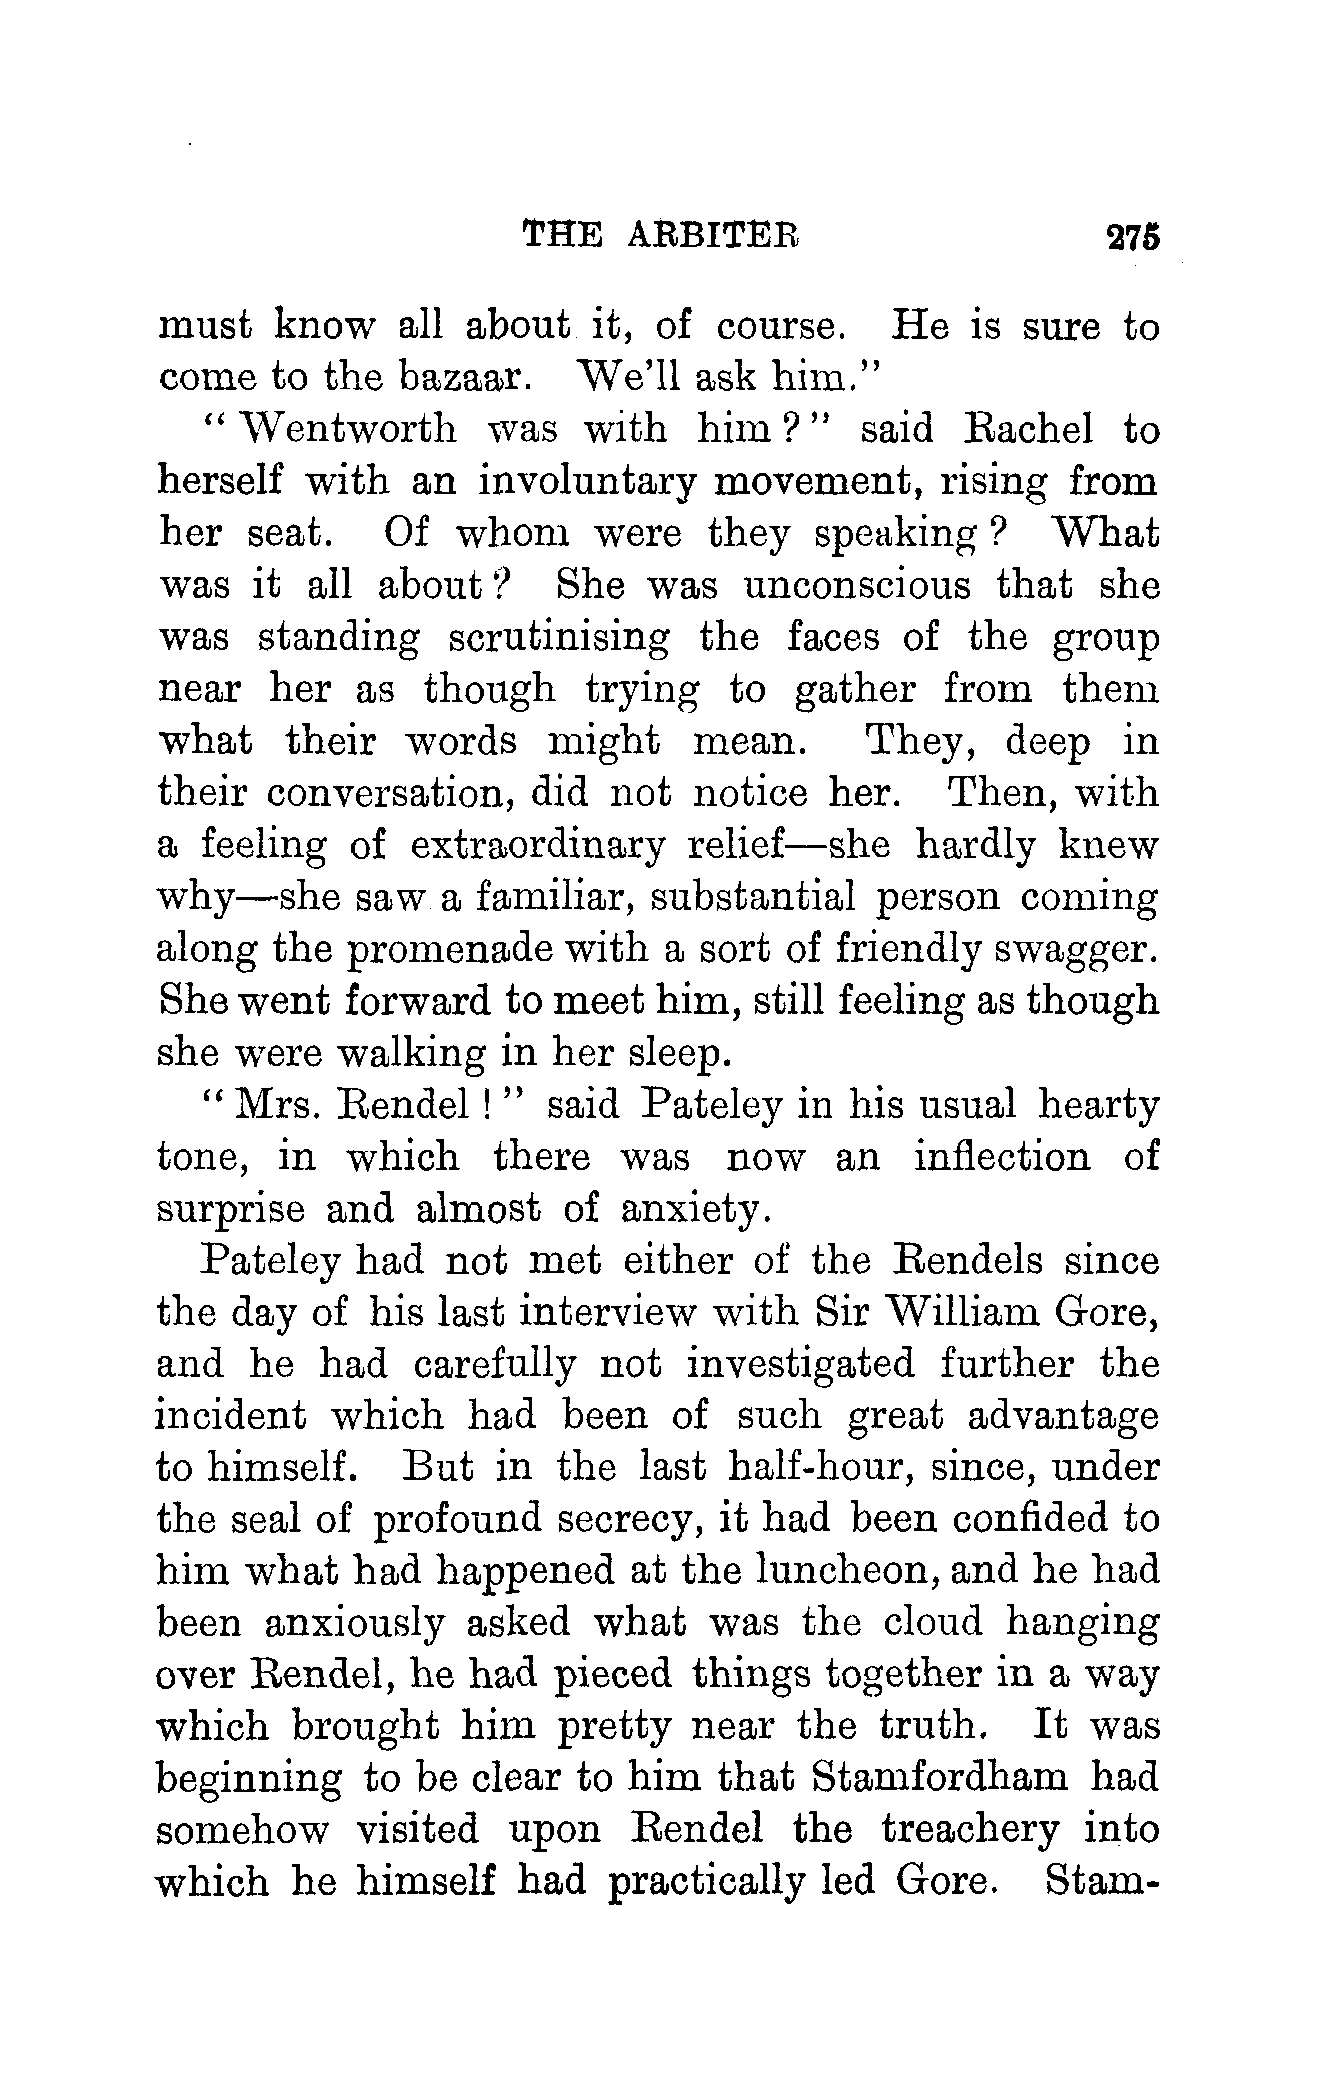 THE ARBITER 275
must know all about it, of course. He is sure to
come to the bazaar. We'll ask him."
" Wentworth was with him ? " said Rachel to
herself with an involuntary movement, rising from
her seat. Of whom were they speaking ? What
was it all about ? She was unconscious that she
was standing scrutinising the faces of the group
near her as though trying to gather from them
what their words might mean. They, deep in
their conversation, did not notice her. Then, with
a feeling of extraordinary relief—she hardly knew
why—she saw a familiar, substantial person coming
along the promenade with a sort of friendly swagger.
She went forward to meet him, still feeling as though
she were walking in her sleep.
" Mrs. Rendel ! " said Pateley in his usual hearty
tone, in which there was now an inflection of
surprise and almost of anxiety.
Pateley had not met either of the Rendels since
the day of his last interview with Sir William Gore,
and he had carefully not investigated further the
incident which had been of such great advantage
to himself. But in the last half-hour, since, under
the seal of profound secrecy, it had been confided to
him what had happened at the luncheon, and he had
been anxiously asked what was the cloud hanging
over Rendel, he had pieced things together in a way
which brought him pretty near the truth. It was
beginning to be clear to him that Stamfordham had
somehow visited upon Rendel the treachery into
which he himself had practically led Gore. Stam-